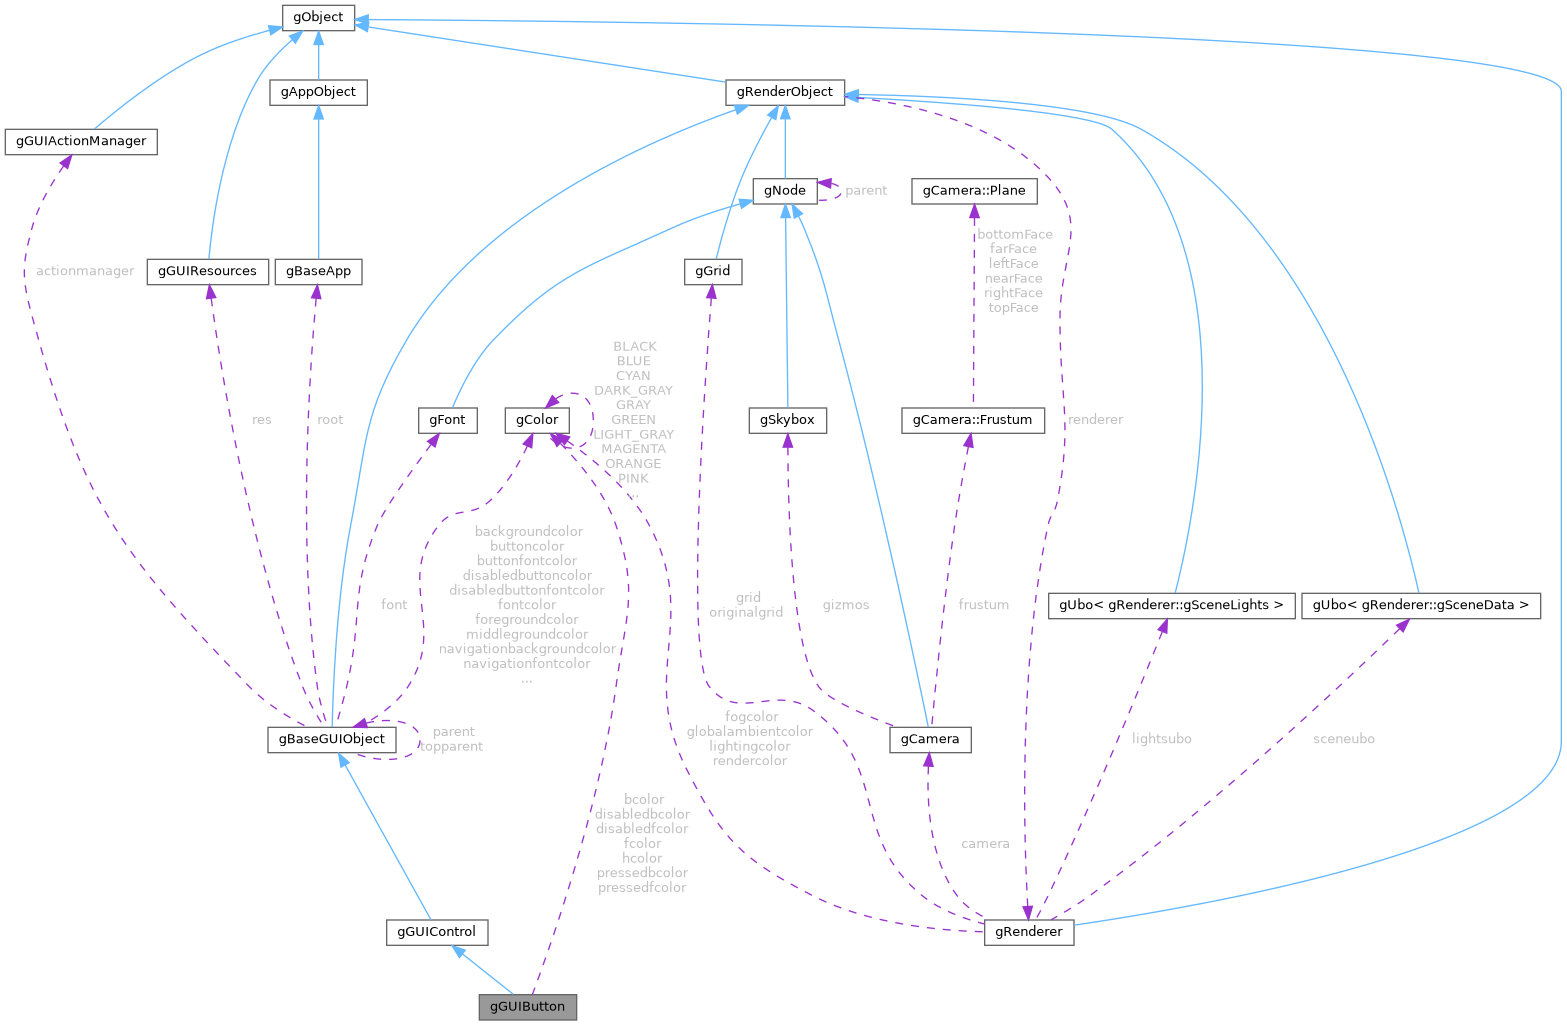 gObject
gAppObject
gRenderObject
gGUIActionManager
gNode
parent
gCamera::Plane
bottomFace
farFace
leftFace
nearFace
rightFace
topFace
actionmanager
gGUIResources
gBaseApp
gGrid
BLACK
BLUE
CYAN
DARK_GRAY
GRAY
GREEN
LIGHT_GRAY
MAGENTA
ORANGE
PINK
...
res
root
gFont
gColor
gSkybox
gCamera::Frustum
renderer
backgroundcolor
buttoncolor
buttonfontcolor
disabledbuttoncolor
disabledbuttonfontcolor
fontcolor
foregroundcolor
middlegroundcolor
navigationbackgroundcolor
navigationfontcolor
...
font
grid
originalgrid
gizmos
frustum
gUbo< gRenderer::gSceneLights >
gUbo< gRenderer::gSceneData >
gBaseGUIObject
parent
topparent
fogcolor
globalambientcolor
lightingcolor
rendercolor
gCamera
lightsubo
sceneubo
bcolor
disabledbcolor
disabledfcolor
fcolor
hcolor
pressedbcolor
pressedfcolor
camera
gGUIControl
gRenderer
gGUIButton